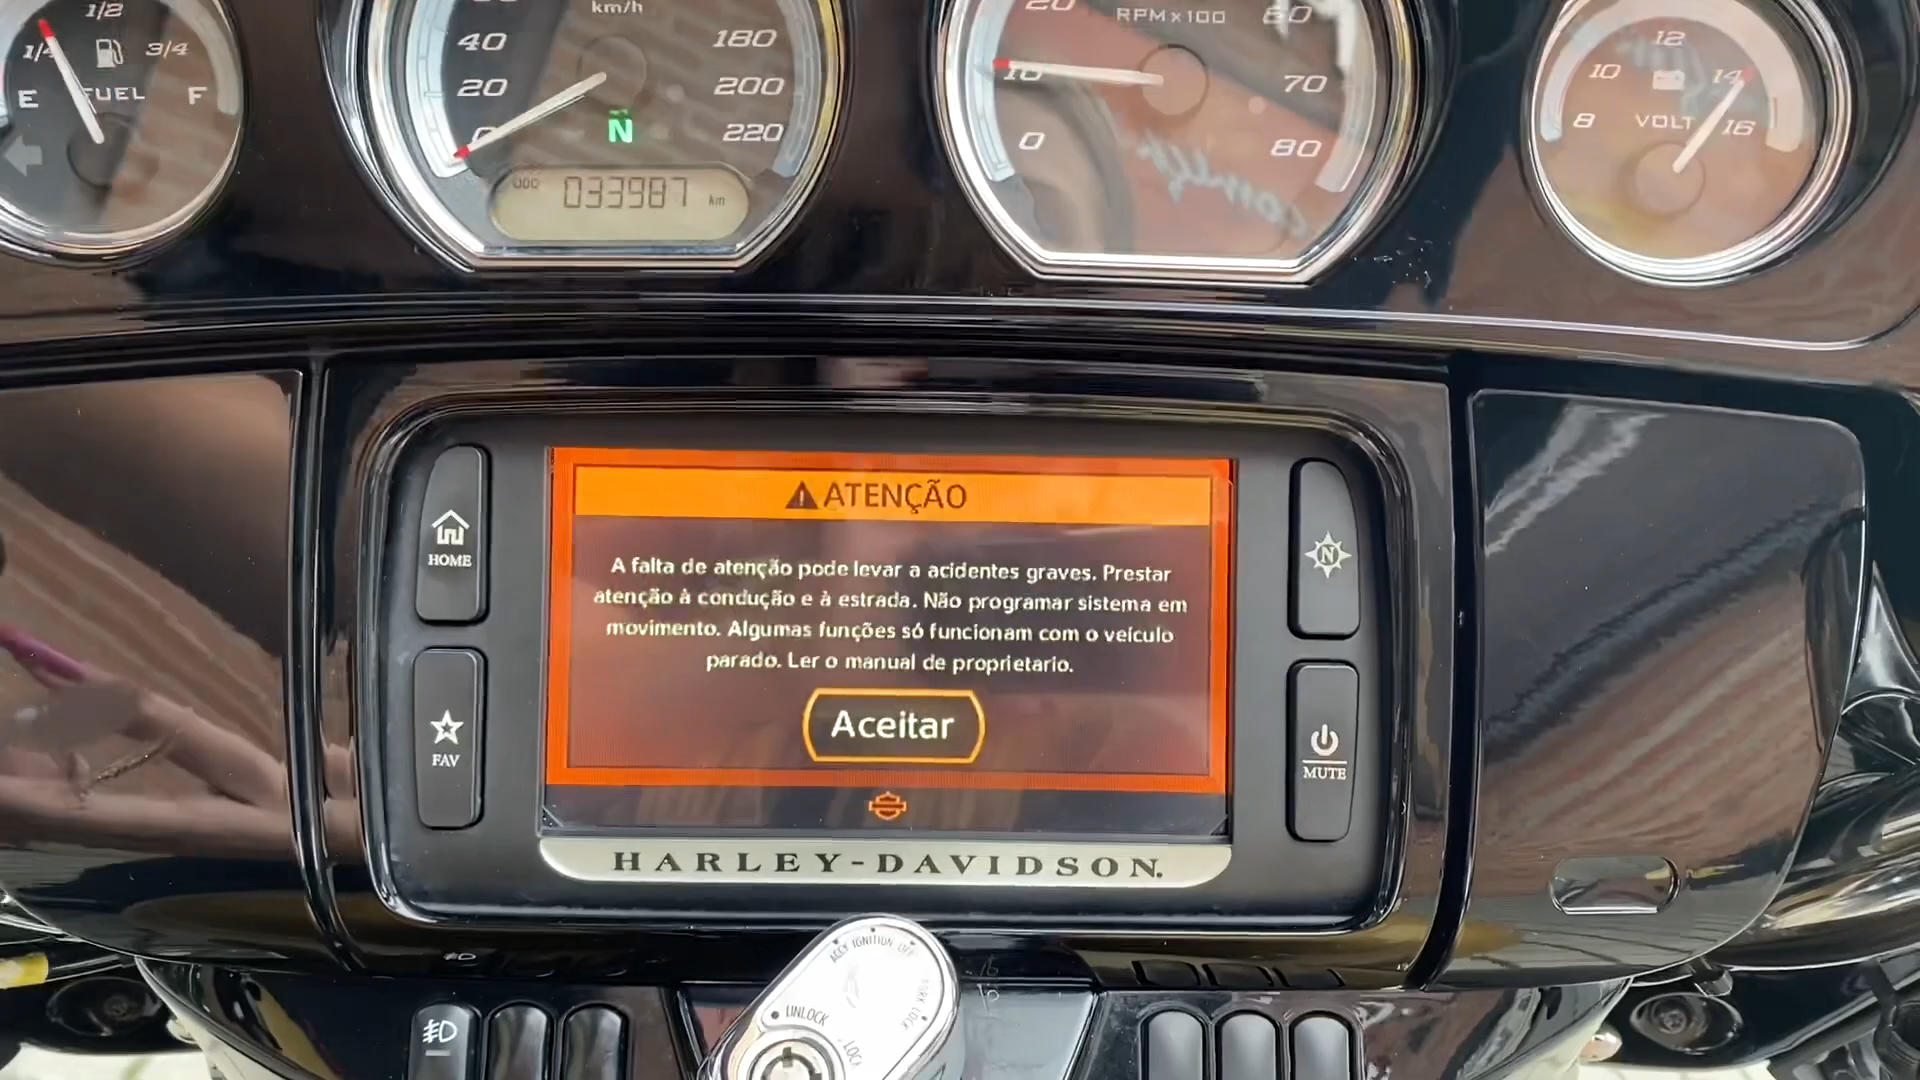 1/2
1/4
3/4
E
FUEL
F
km/h
40
180
20
200
0
220
N
ODO
033987
km
20
RPM x 100
60
10
70
0
80
12
10
14
8
VOLT
16
ATENÇÃO
A falta de atenção pode levar a acidentes graves. Prestar
atenção à condução e à estrada. Não programar sistema em
movimento. Algumas funções só funcionam com o veículo
parado. Ler o manual de proprietario.
Aceitar
HOME
FAV
N
MUTE
HARLEY-DAVIDSON.
ACCY IGNITION OFF
FORK LOCK
UNLOCK
LOCK